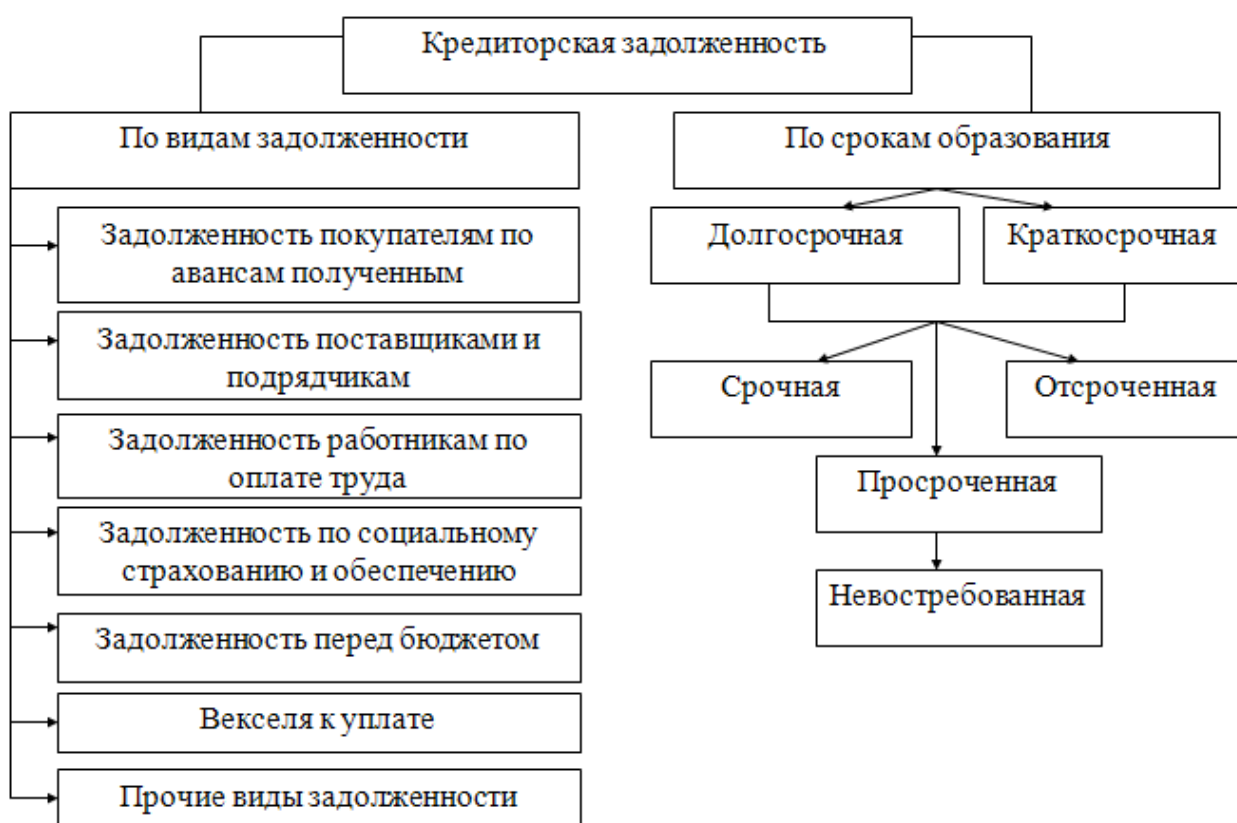 Кредиторская задолженность
По видам задолженности
Задолженность покупателям по
авансам полученным
Задолженность поставщиками и
подрядчикам
Задолженность работникам по
оплате труда
Задолженность по социальному
страхованию и обеспечению
Задолженность перед бюджетом
Векселя к уплате
Прочие виды задолженности
По срокам образования
Долгосрочная
Краткосрочная
Срочная
Отсроченная
Просроченная
Невостребованная